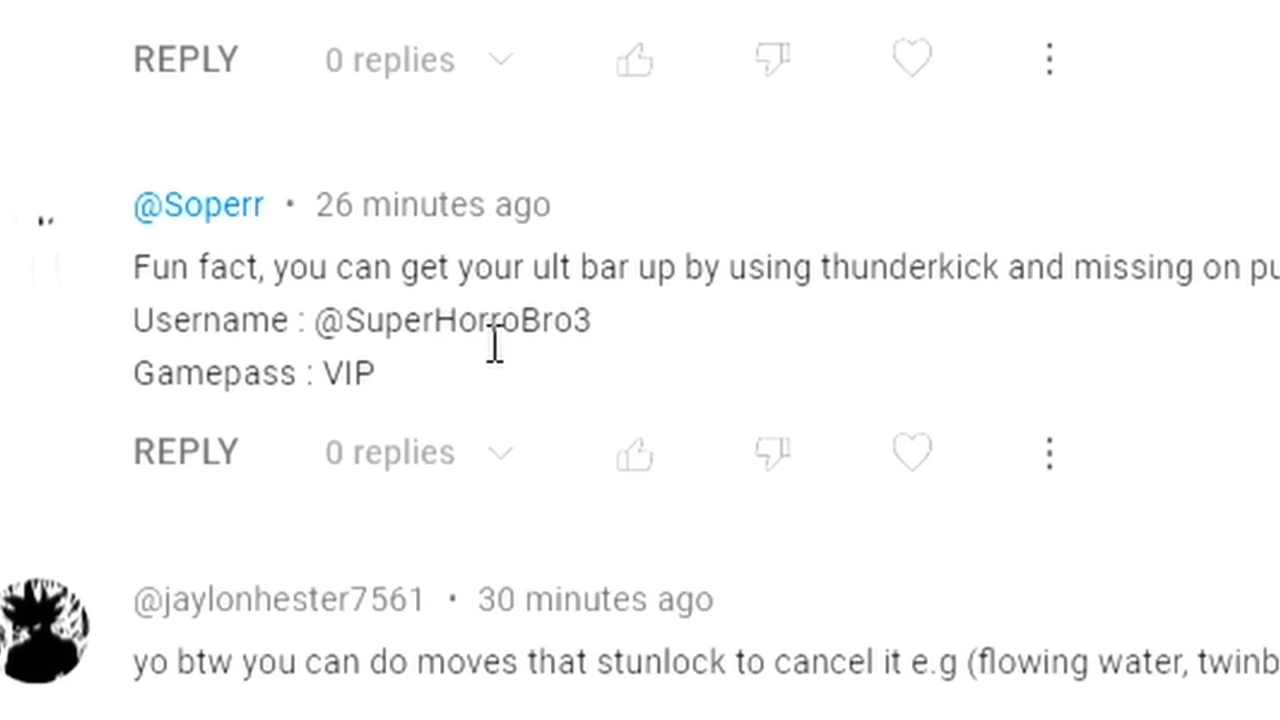 REPLY 0 replies
@Soperr • 26 minutes ago
Fun fact, you can get your ult bar up by using thunderkick and missing on
Username : @SuperHorroBro3
Gamepass : VIP
REPLY 0 replies
@jaylonhester7561 • 30 minutes ago
yo btw you can do moves that stunlock to cancel it e.g (flowing water,